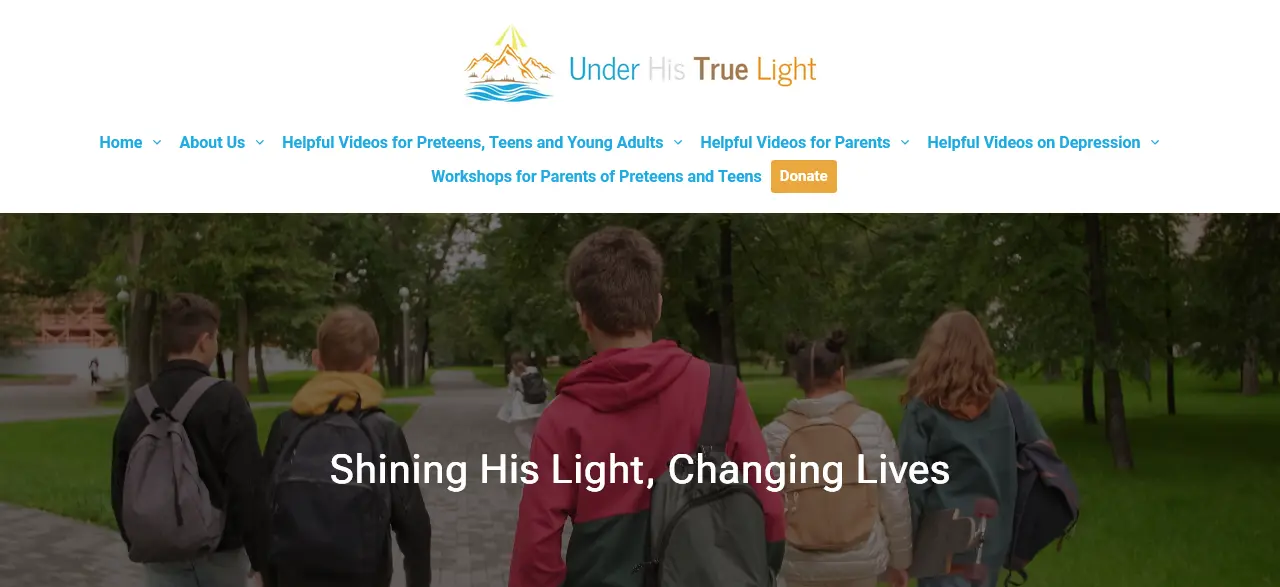 Under His True Light
Home About Us Helpful Videos for Preteens, Teens and Young Adults Helpful Videos for Parents Helpful Videos on Depression
Workshops for Parents of Preteens and Teens Donate
Shining His Light, Changing Lives